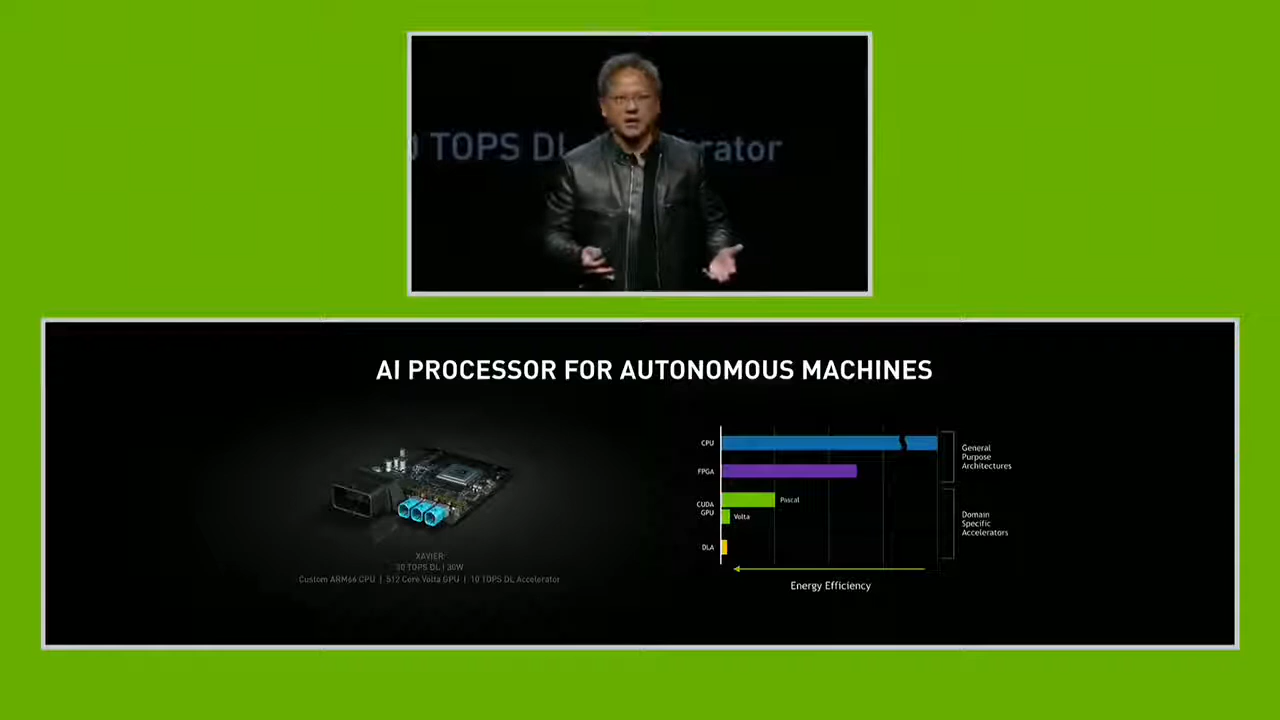 TOPS DL rator
AI PROCESSOR FOR AUTONOMOUS MACHINES
XAVIER
30 TOPS DL | 30W
Custom ARM64 CPU | 512 Core Volta GPU | 10 TOPS DL Accelerator
CPU
FPGA
CUDA
GPU
DLA
Pascal
Volta
General
Purpose
Architectures
Domain
Specific
Accelerators
Energy Efficiency